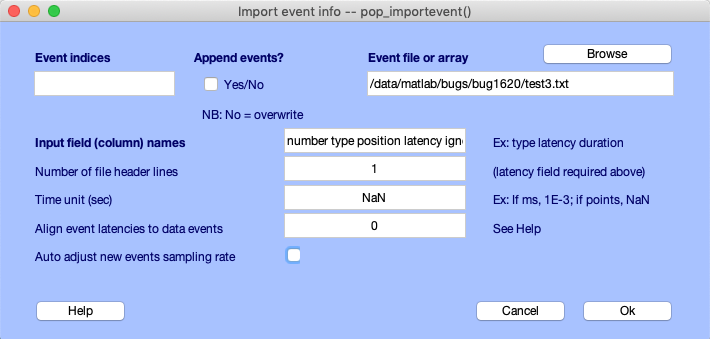 Import event info -- pop_importevent()
Event indices Append events? Event file or array Browse
Yes/No /data/matlab/bugs/bug1620/test3.txt
NB: No = overwrite
Input field (column) names number type position latency Ex: type latency duration
Number of file header lines 1 (latency field required above)
Time unit (sec) NaN Ex: If ms, 1E-3; if points, NaN
Align event latencies to data events 0 See Help
Auto adjust new events sampling rate
Help Cancel Ok